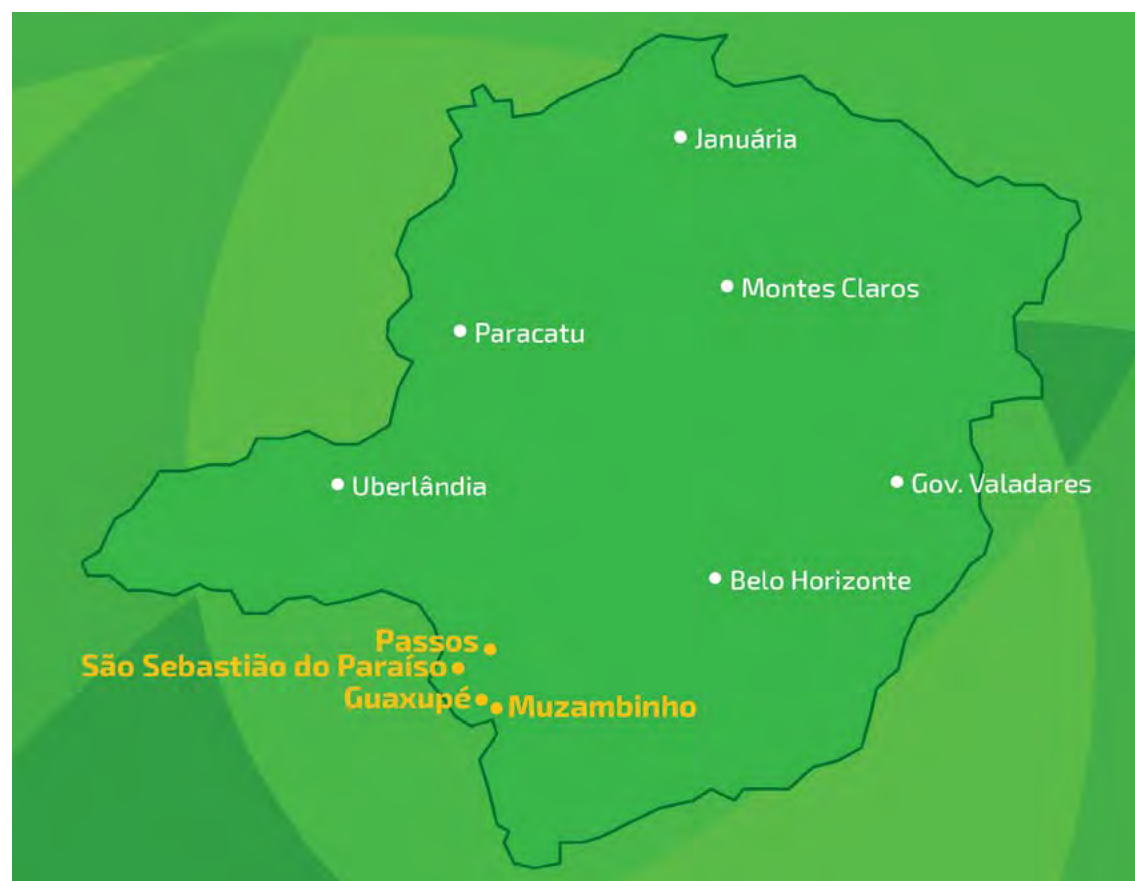 Januária
Montes Claros
Paracatu
Uberlândia
Gov. Valadares
Belo Horizonte
Passos
São Sebastião do Paraíso
Guaxupé
Muzambinho